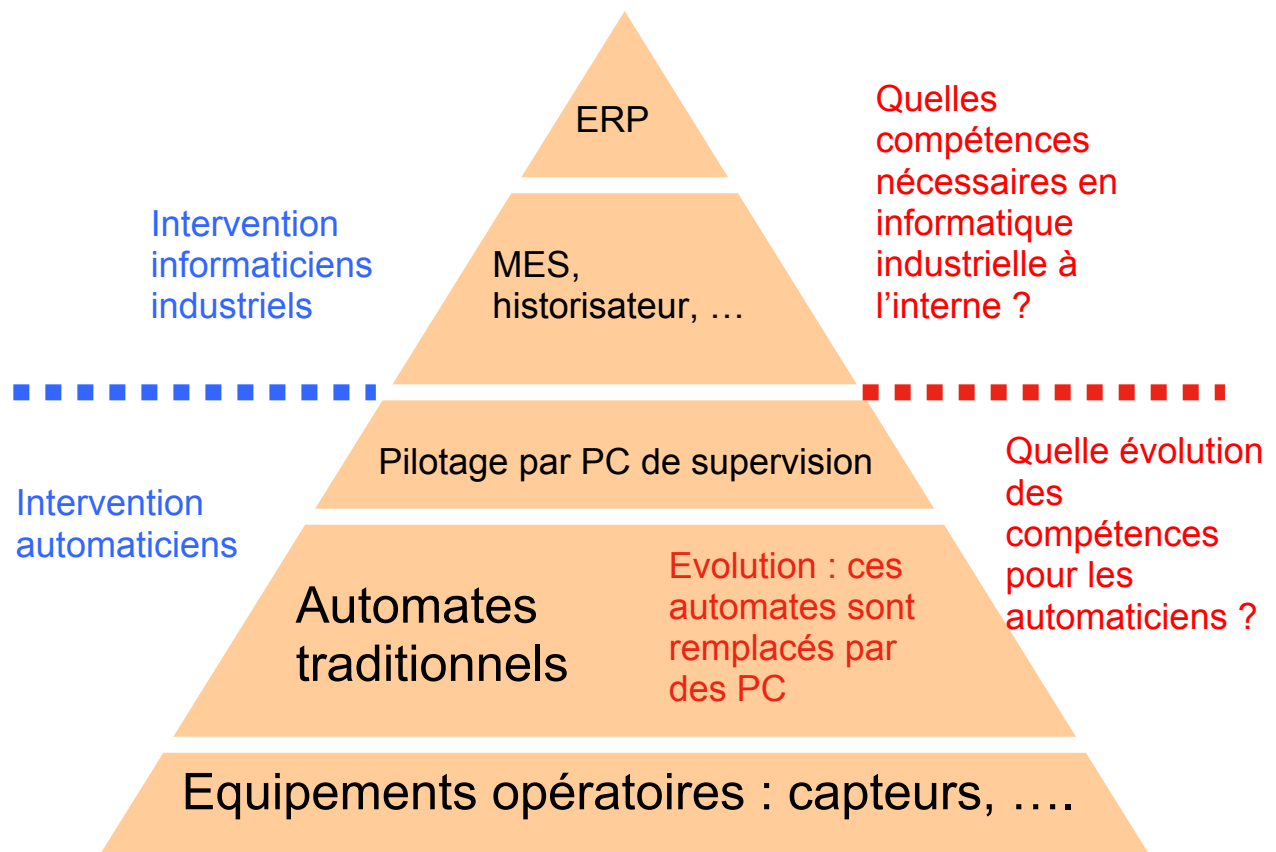 ERP
Quelles
compétences
nécessaires en
informatique
industrielle à
l’interne ?
Intervention
informaticiens
industriels
MES,
historisateur, …
Pilotage par PC de supervision
Quelle évolution
des
compétences
pour les
automaticiens ?
Intervention
automaticiens
Automates
traditionnels
Evolution : ces
automates sont
remplacés par
des PC
Equipements opératoires : capteurs, ….